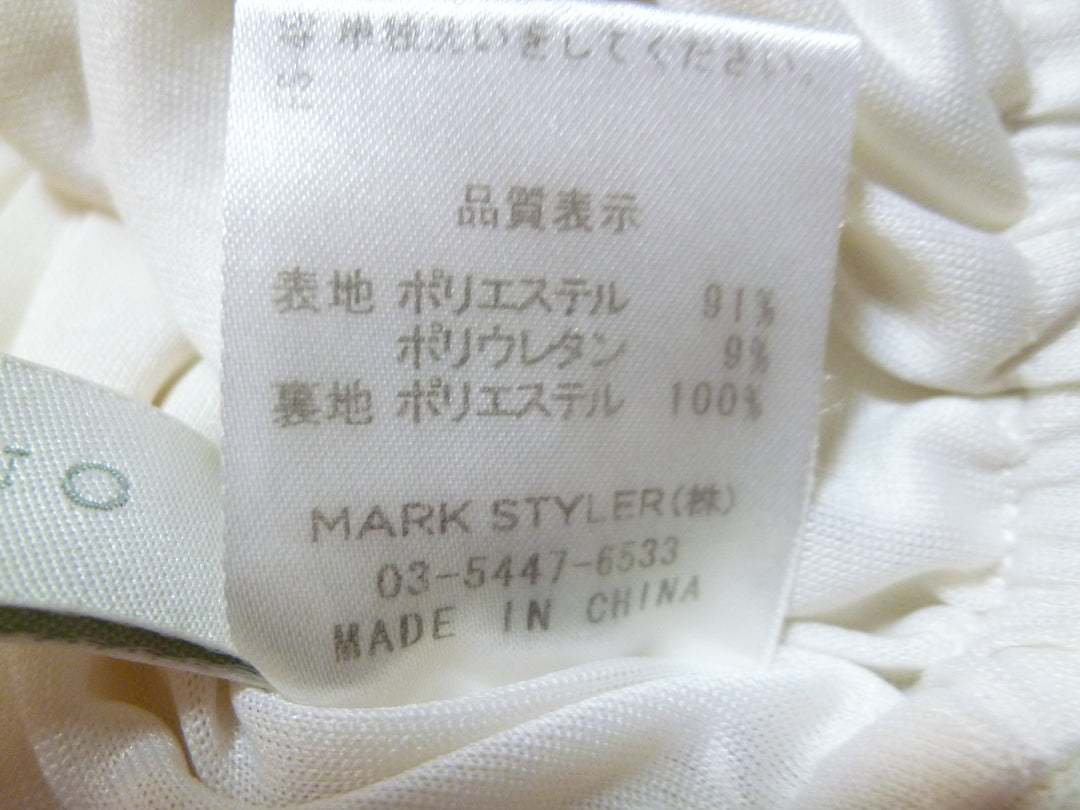 単独洗いをしてください。
品質表示
表地 ポリエステル 91%
ポリウレタン 9%
裏地 ポリエステル 100%
MARK STYLER(株)
03-5447-6533
MADE IN CHINA
O